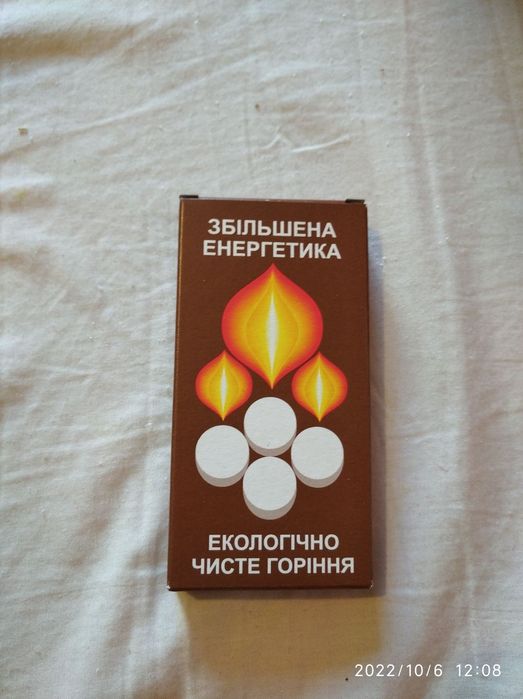 ЗБІЛЬШЕНА
ЕНЕРГЕТИКА
ЕКОЛОГІЧНО
ЧИСТЕ ГОРІННЯ
2022/10/6 12:08